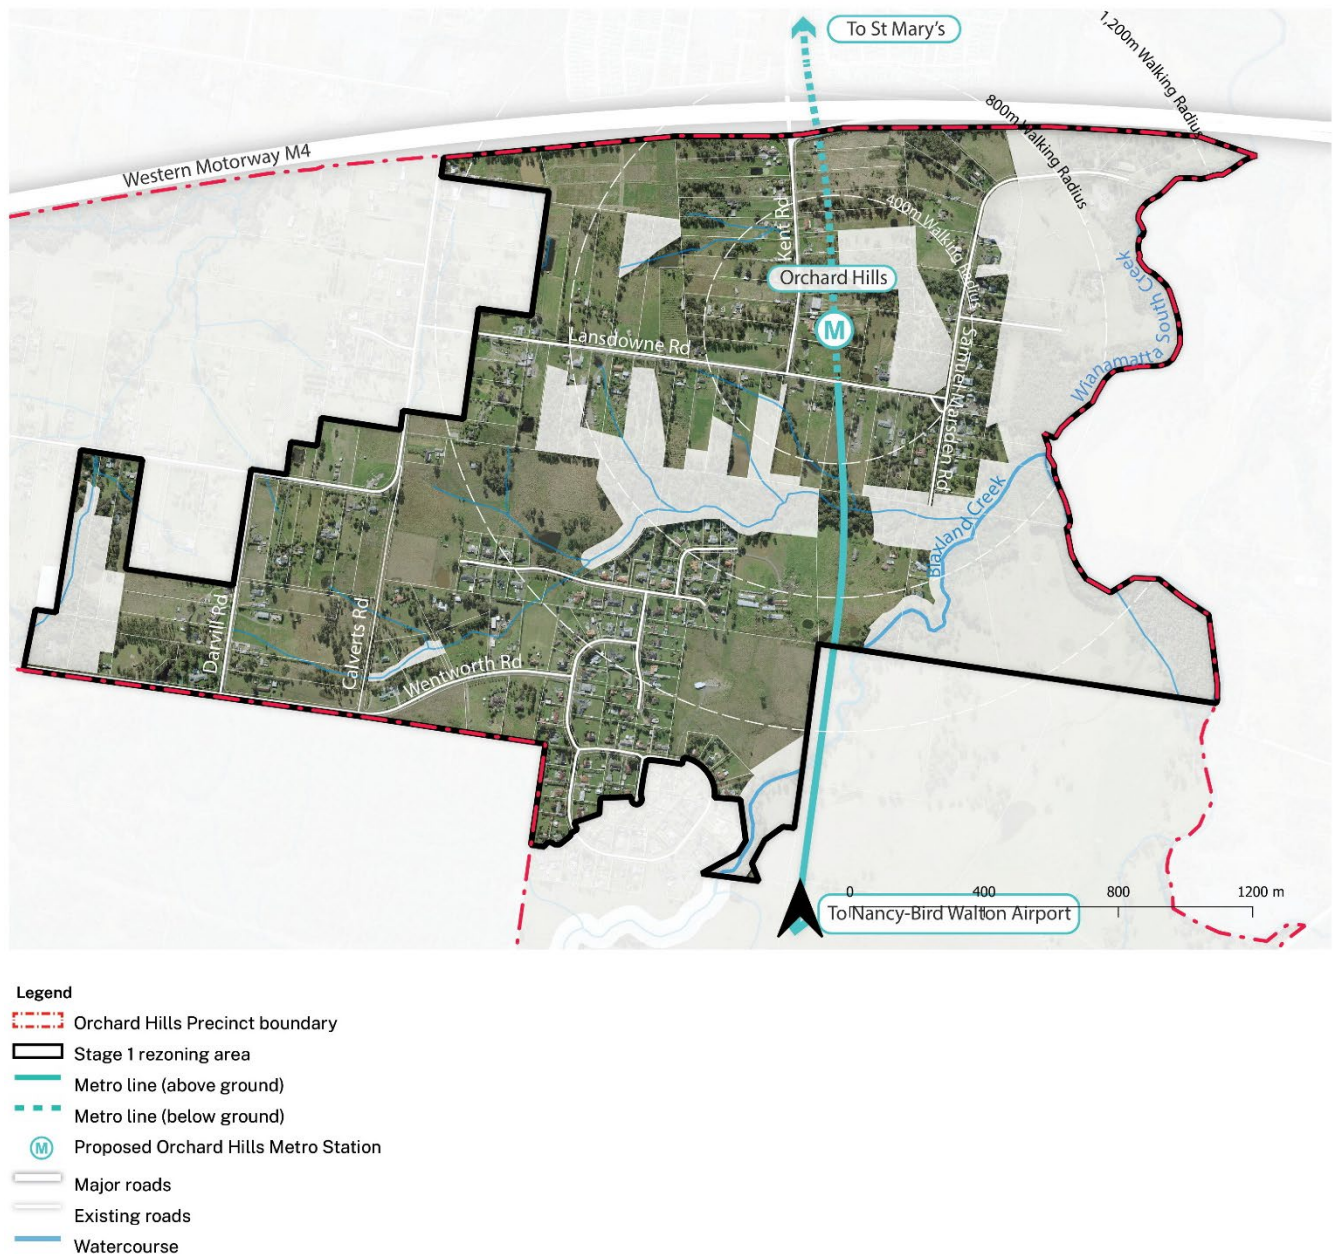 To St Mary's
1,200m Walking Radius
800m Walking Radius
Western Motorway M4
400m Walking Radius
Kent Rd
Orchard Hills
M
Lansdowne Rd
Samuel Marsden Rd
Wianamatta South Creek
Blaxland Creek
Darvill Rd
Calverts Rd
Wentworth Rd
0 400 800 1200 m
To Nancy-Bird Walton Airport
Legend
Orchard Hills Precinct boundary
Stage 1 rezoning area
Metro line (above ground)
Metro line (below ground)
M Proposed Orchard Hills Metro Station
Major roads
Existing roads
Watercourse